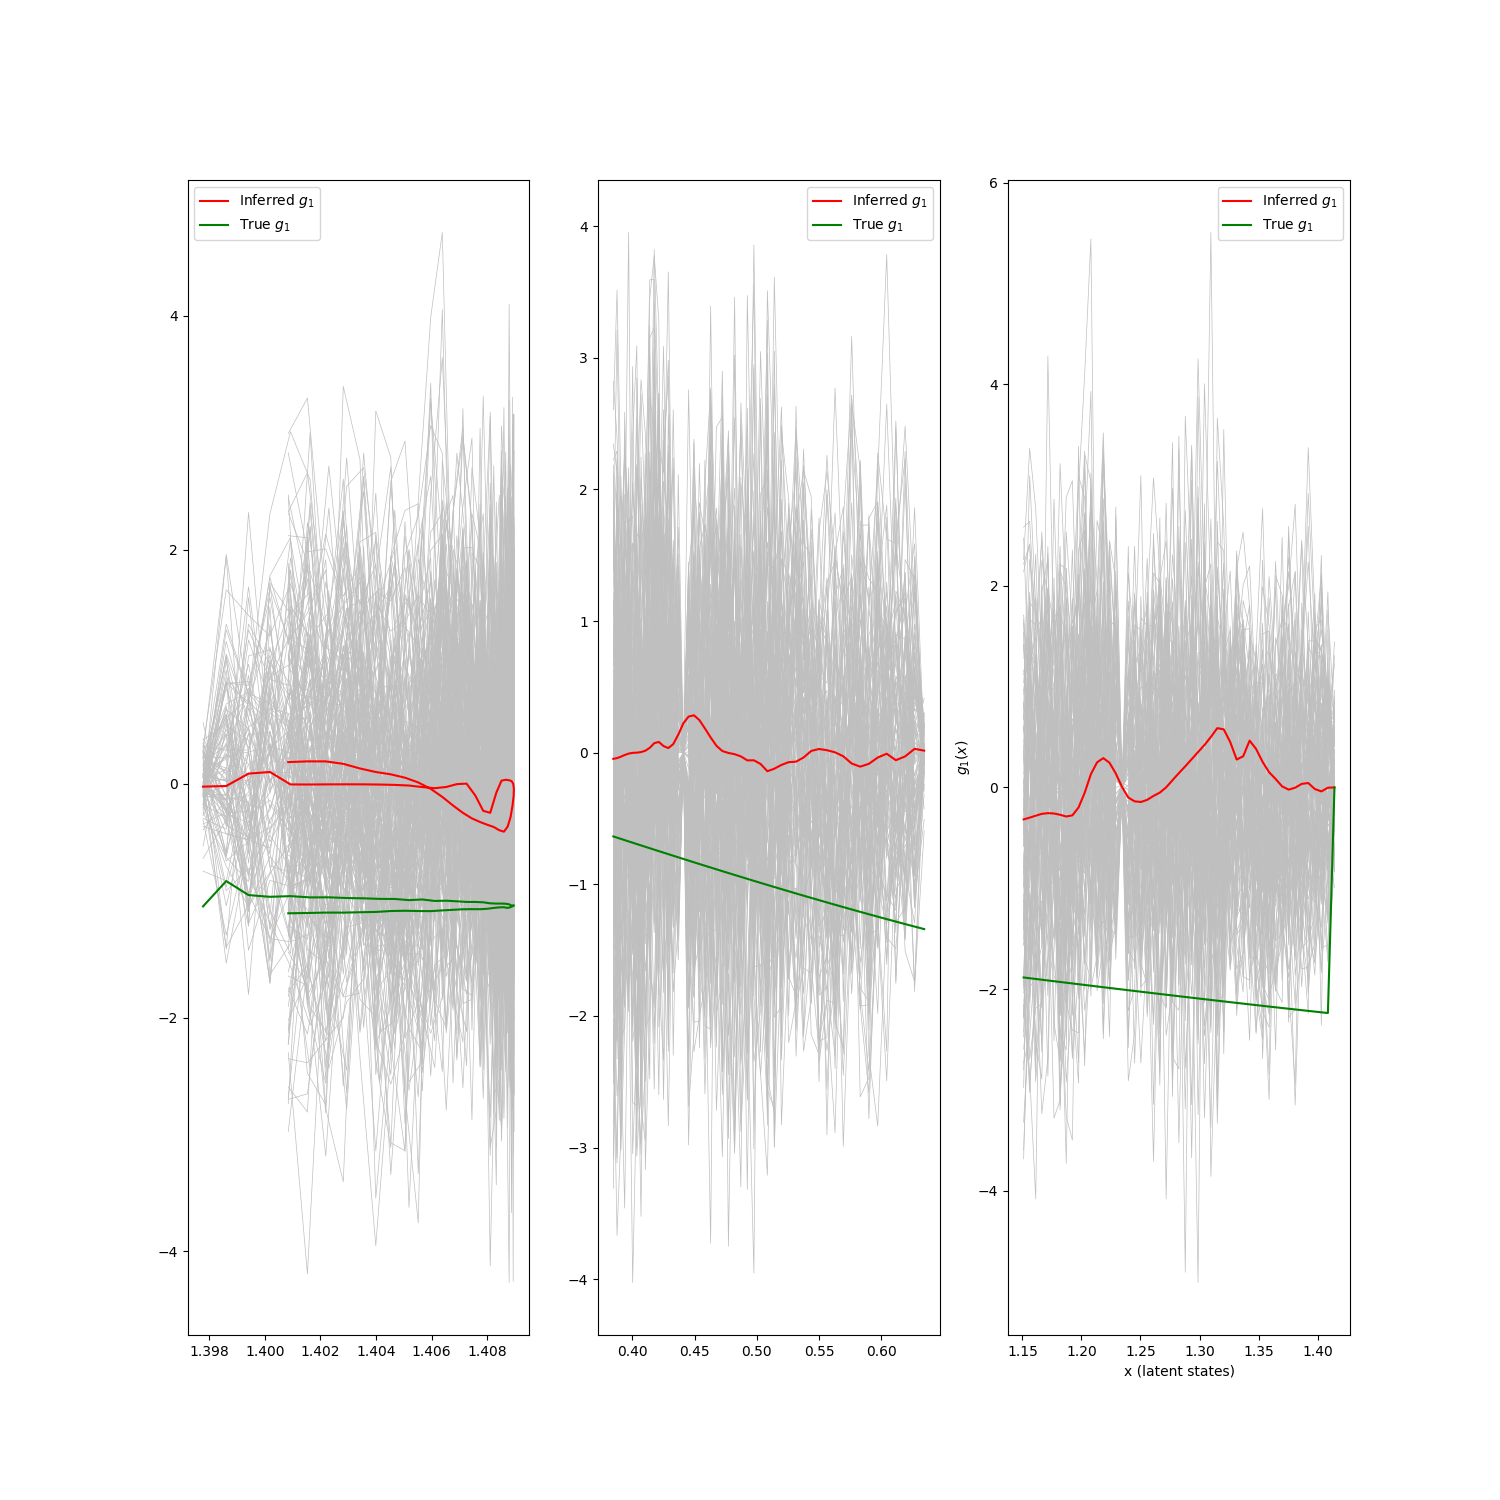 Inferred g₁
True g₁
4
2
0
−2
−4
1.398 1.400 1.402 1.404 1.406 1.408
Inferred g₁
True g₁
4
3
2
1
0
−1
−2
−3
−4
0.40 0.45 0.50 0.55 0.60
Inferred g₁
True g₁
g₁(x)
6
4
2
0
−2
−4
1.15 1.20 1.25 1.30 1.35 1.40
x (latent states)